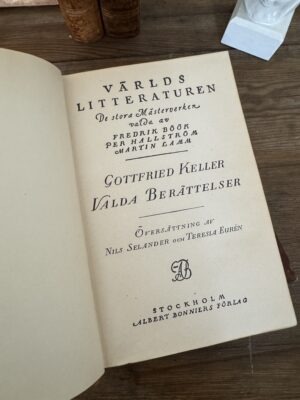 VÄRLDS
LITTERATUREN
De stora Mästerverken
valda av
FREDRIK BÖÖK
PER HALLSTRÖM
MARTIN LAMM
GOTTFRIED KELLER
VALDA BERÄTTELSER
ÖVERSÄTTNING AV
NILS SELANDER OCH TERESIA EURÉN
STOCKHOLM
ALBERT BONNIERS FÖRLAG